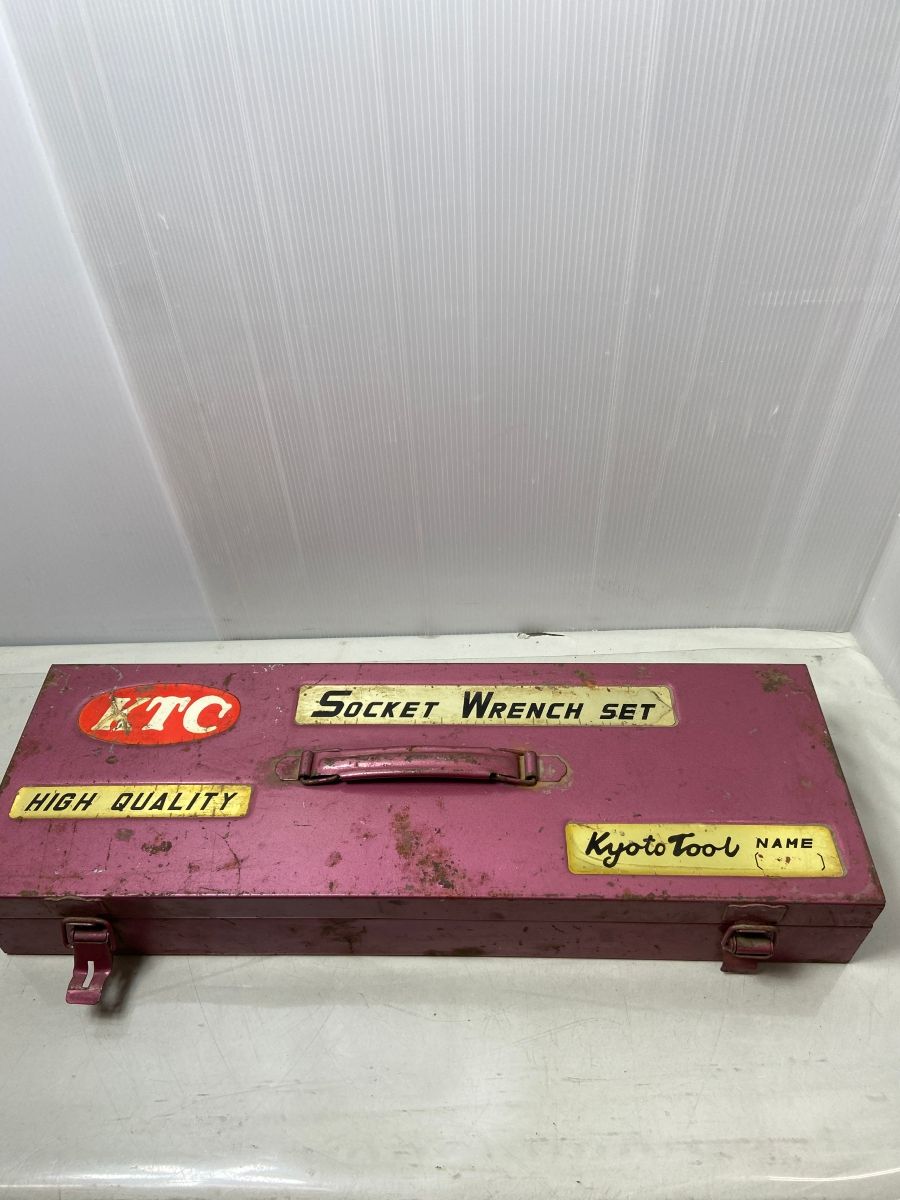 KTC
SOCKET WRENCH SET
HIGH QUALITY
Kyoto Tool NAME
( )